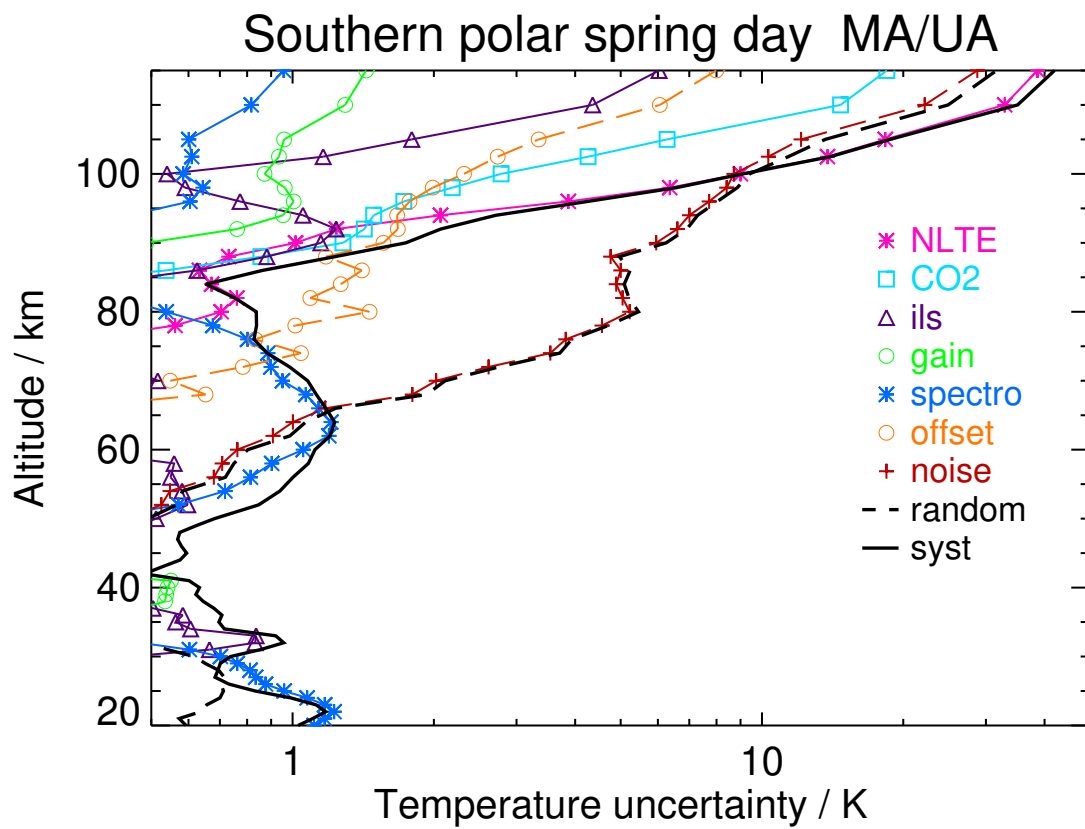 Southern polar spring day MA/UA
Altitude / km
100
80
60
40
20
NLTE
CO2
ils
gain
spectro
offset
noise
random
syst
1
10
Temperature uncertainty / K